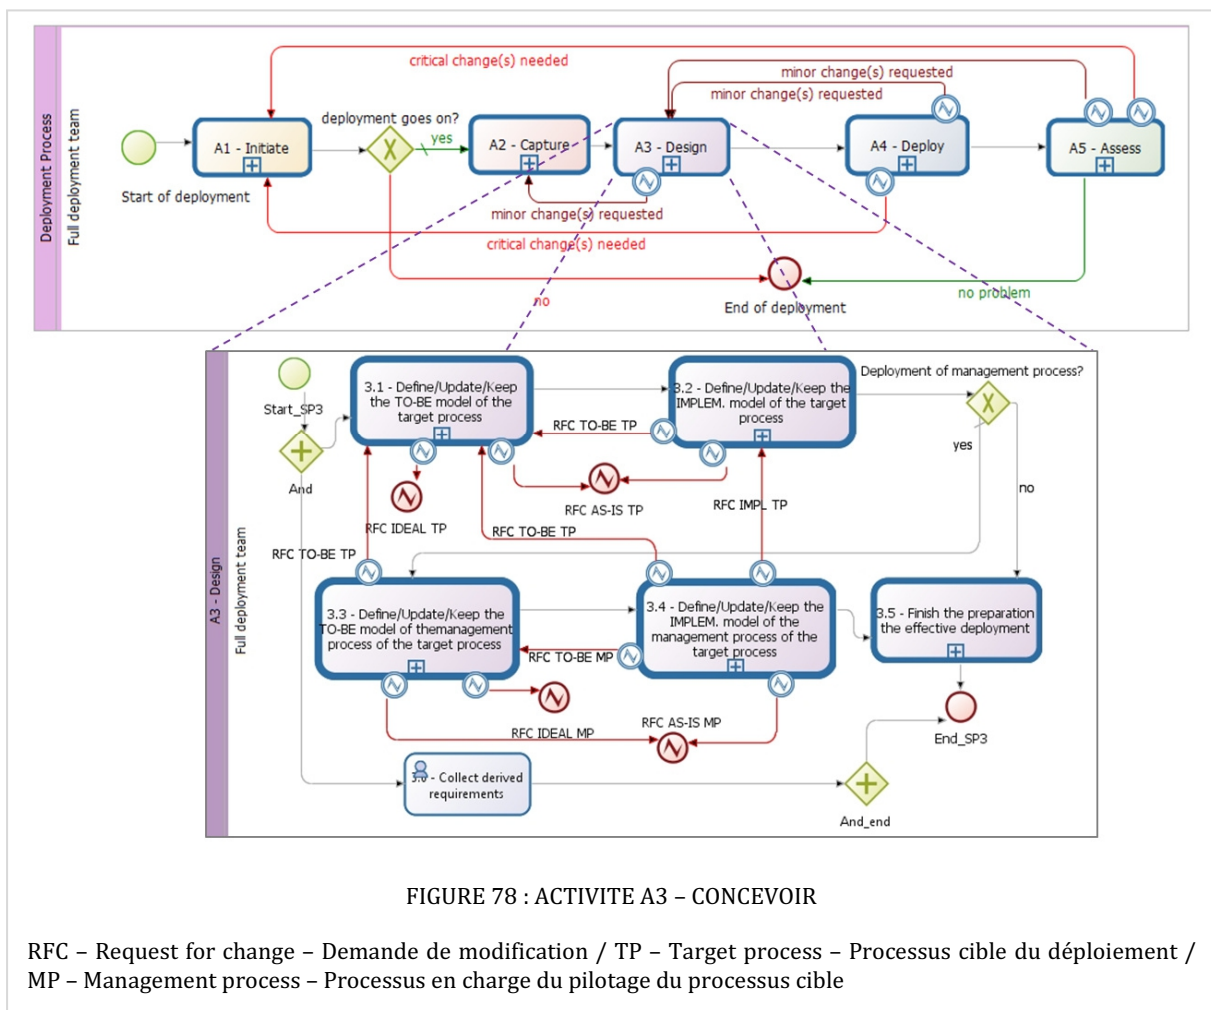 Deployment Process
Full deployment team
critical change(s) needed
minor change(s) requested
minor change(s) requested
deployment goes on?
yes
A1 - Initiate
A2 - Capture
A3 - Design
A4 - Deploy
A5 - Assess
Start of deployment
minor change(s) requested
critical change(s) needed
no
End of deployment
no problem
A3 - Design
Full deployment team
Start_SP3
And
3.1 - Define/Update/Keep
the TO-BE model of the
target process
3.2 - Define/Update/Keep the
IMPLEM. model of the target
process
Deployment of management process?
yes
no
RFC TO-BE TP
RFC IDEAL TP
RFC AS-IS TP
RFC IMPL TP
RFC TO-BE TP
RFC TO-BE TP
3.3 - Define/Update/Keep the
TO-BE model of themanagement
process of the target process
3.4 - Define/Update/Keep the
IMPLEM. model of the
management process of the
target process
3.5 - Finish the preparation
the effective deployment
RFC TO-BE MP
RFC IDEAL MP
RFC AS-IS MP
End_SP3
- Collect derived
requirements
And_end
FIGURE 78 : ACTIVITE A3 – CONCEVOIR
RFC – Request for change – Demande de modification / TP – Target process – Processus cible du déploiement /
MP – Management process – Processus en charge du pilotage du processus cible